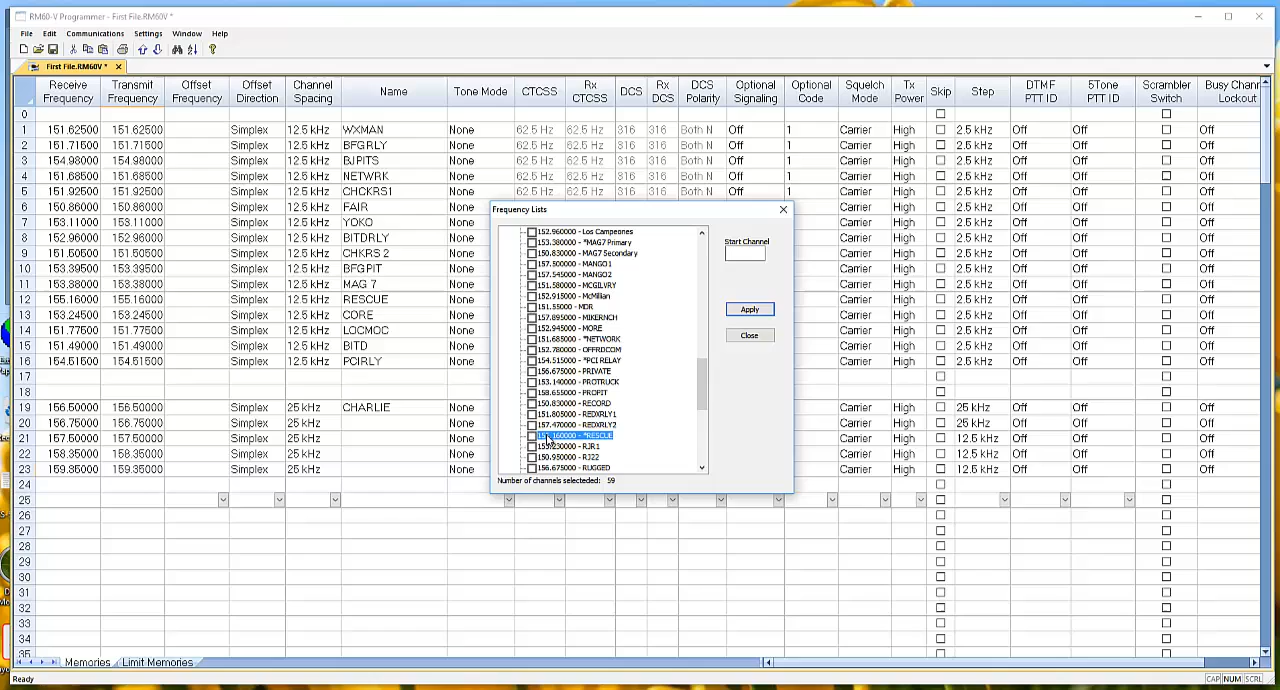 RM60-V Programmer - First File.RM60V *
File Edit Communications Settings Window Help
First File.RM60V *
Receive Frequency Transmit Frequency Offset Frequency Offset Direction Channel Spacing Name Tone Mode CTCSS Rx CTCSS DCS Rx DCS DCS Polarity Optional Signaling Optional Code Squelch Mode Tx Power Skip Step DTMF PTT ID 5Tone PTT ID Scrambler Switch Busy Chann Lockout
0
1 151.62500 151.62500 Simplex 12.5 kHz WXMAN None 62.5 Hz 62.5 Hz 316 316 Both N Off 1 Carrier High 2.5 kHz Off Off Off
2 151.71500 151.71500 Simplex 12.5 kHz BFGRLY None 62.5 Hz 62.5 Hz 316 316 Both N Off 1 Carrier High 2.5 kHz Off Off Off
3 154.98000 154.98000 Simplex 12.5 kHz BJPITS None 62.5 Hz 62.5 Hz 316 316 Both N Off 1 Carrier High 2.5 kHz Off Off Off
4 151.68500 151.68500 Simplex 12.5 kHz NETWRK None 62.5 Hz 62.5 Hz 316 316 Both N Off 1 Carrier High 2.5 kHz Off Off Off
5 151.92500 151.92500 Simplex 12.5 kHz CHCKRS1 None 62.5 Hz 62.5 Hz 316 316 Both N Off 1 Carrier High 2.5 kHz Off Off Off
6 150.86000 150.86000 Simplex 12.5 kHz FAIR None Carrier High 2.5 kHz Off Off Off
7 153.11000 153.11000 Simplex 12.5 kHz YOKO None Carrier High 2.5 kHz Off Off Off
8 152.96000 152.96000 Simplex 12.5 kHz BITDRLY None Carrier High 2.5 kHz Off Off Off
9 151.50500 151.50500 Simplex 12.5 kHz CHKRS 2 None Carrier High 2.5 kHz Off Off Off
10 153.39500 153.39500 Simplex 12.5 kHz BFGPIT None Carrier High 2.5 kHz Off Off Off
11 153.38000 153.38000 Simplex 12.5 kHz MAG 7 None Carrier High 2.5 kHz Off Off Off
12 155.16000 155.16000 Simplex 12.5 kHz RESCUE None Carrier High 2.5 kHz Off Off Off
13 153.24500 153.24500 Simplex 12.5 kHz CORE None Carrier High 2.5 kHz Off Off Off
14 151.77500 151.77500 Simplex 12.5 kHz LOCMOC None Carrier High 2.5 kHz Off Off Off
15 151.49000 151.49000 Simplex 12.5 kHz BITD None Carrier High 2.5 kHz Off Off Off
16 154.51500 154.51500 Simplex 12.5 kHz PCIRLY None Carrier High 2.5 kHz Off Off Off
17
18
19 156.50000 156.50000 Simplex 25 kHz CHARLIE None Carrier High 25 kHz Off Off Off
20 156.75000 156.75000 Simplex 25 kHz None Carrier High 25 kHz Off Off Off
21 157.50000 157.50000 Simplex 25 kHz None Carrier High 12.5 kHz Off Off Off
22 158.35000 158.35000 Simplex 25 kHz None Carrier High 12.5 kHz Off Off Off
23 159.35000 159.35000 Simplex 25 kHz None Carrier High 12.5 kHz Off Off Off
24
25
26
27
28
29
30
31
32
33
34
35
Frequency Lists
152.960000 - Los Campeones
153.380000 - *MAG7 Primary
150.830000 - MAG7 Secondary
157.500000 - MANGO1
157.545000 - MANGO2
151.580000 - MCGILVRY
152.915000 - McMillian
151.55000 - MDR
157.895000 - MIKERNCH
152.945000 - MORE
151.685000 - *NETWORK
152.780000 - OFFRDCOM
154.515000 - *PCI RELAY
156.675000 - PRIVATE
153.140000 - PROTRUCK
158.655000 - PROPIT
150.830000 - RECORD
151.805000 - REDXRLY1
157.470000 - REDXRLY2
160000 - *RESCUE
230000 - RJR1
150.950000 - RJ22
156.675000 - RUGGED
Number of channels selecteded: 59
Start Channel
Apply
Close
Memories Limit Memories
Ready
CAP NUM SCRL